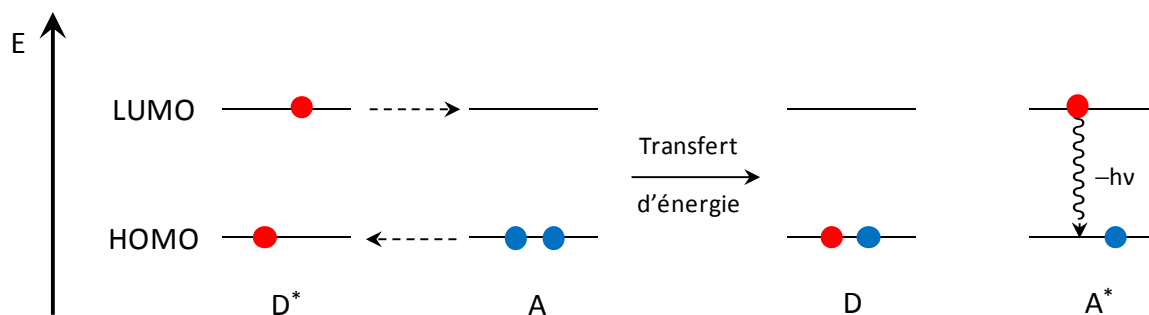 E
LUMO
HOMO
D* A
Transfert
d’énergie
D A*
–hν